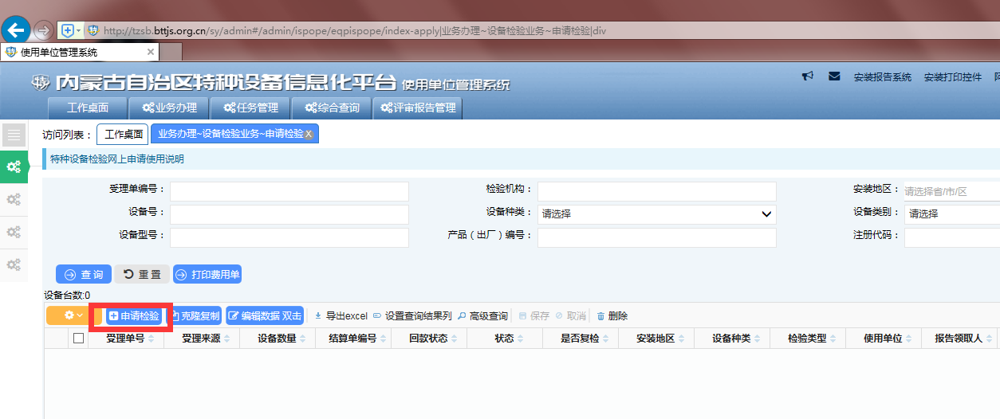 http://tzsb.bttjs.org.cn/sy/admin#/admin/ispope/eqpispope/index-apply|业务办理~设备检验业务~申请检验|div
使用单位管理系统
内蒙古自治区特种设备信息化平台 使用单位管理系统
安装报告系统 安装打印控件
工作桌面 业务办理 任务管理 综合查询 评审报告管理
访问列表： 工作桌面 业务办理~设备检验业务~申请检验 X
特种设备检验网上申请使用说明
受理单编号： 检验机构： 安装地区： 请选择省/市/区
设备号： 设备种类： 请选择 设备类别： 请选择
设备型号： 产品（出厂）编号： 注册代码：
查 询 重 置 打印费用单
设备台数:0
申请检验 克隆复制 编辑数据 双击 导出excel 设置查询结果列 高级查询 保存 取消 删除
受理单号 受理来源 设备数量 结算单编号 回款状态 状态 是否复检 安装地区 设备种类 检验类型 使用单位 报告领取人